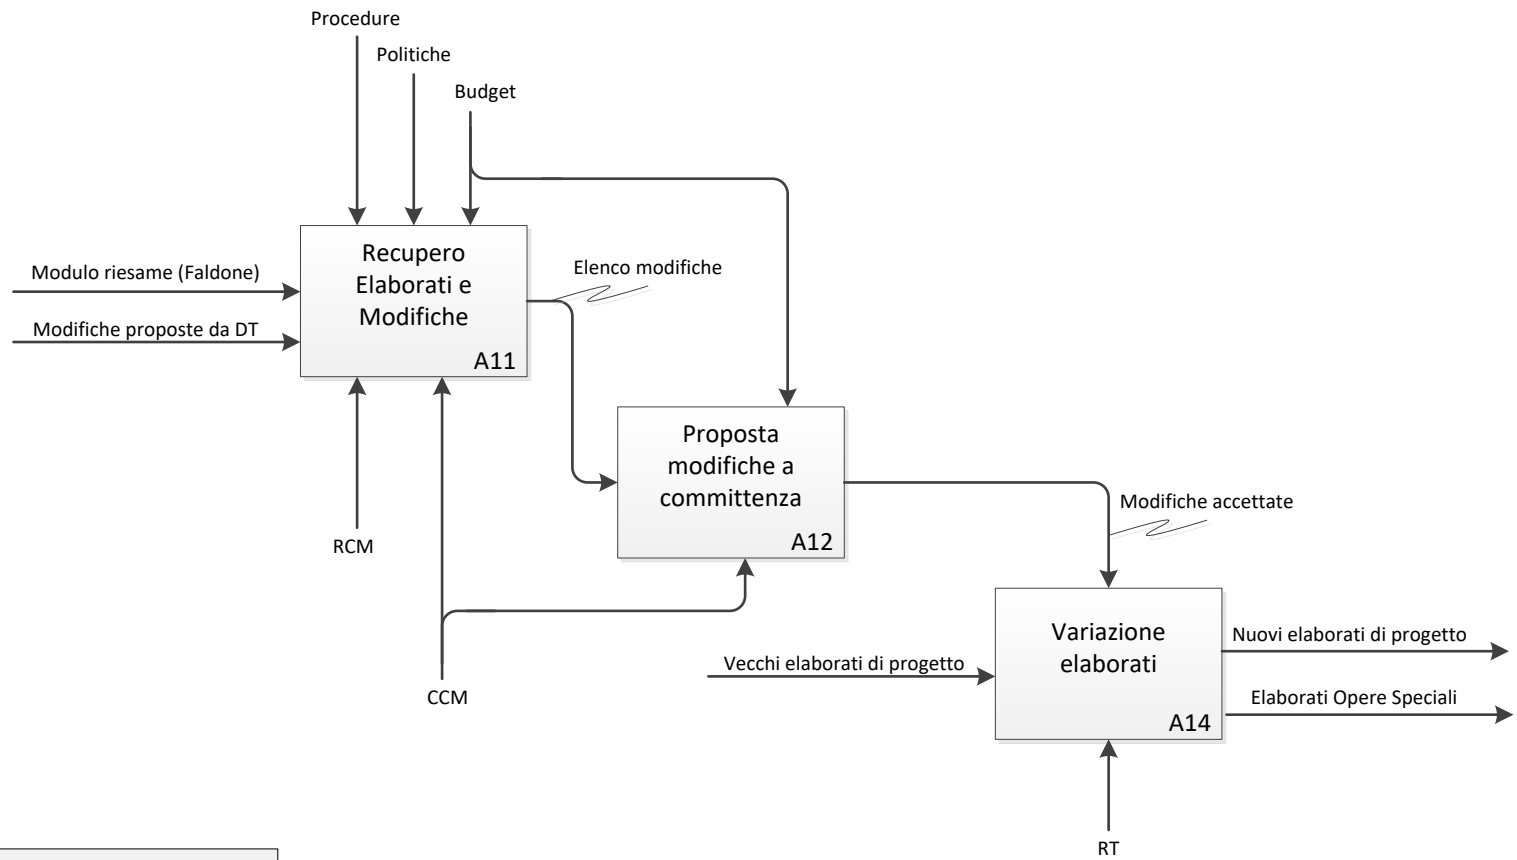 Procedure
Politiche
Budget
Recupero
Elaborati e
Modifiche
A11
Modulo riesame (Faldone)
Modifiche proposte da DT
Elenco modifiche
RCM
Proposta
modifiche a
committenza
A12
Modifiche accettate
CCM
Vecchi elaborati di progetto
Variazione
elaborati
A14
Nuovi elaborati di progetto
Elaborati Opere Speciali
RT